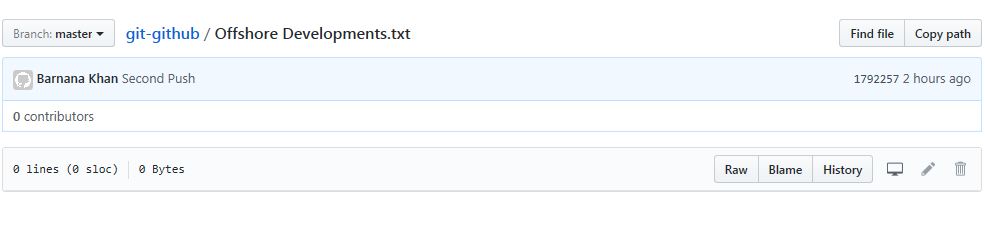 Branch: master git-github / Offshore Developments.txt Find file Copy path
Barnana Khan Second Push 1792257 2 hours ago
0 contributors
0 lines (0 sloc) 0 Bytes Raw Blame History